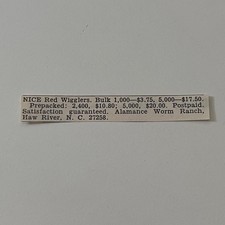 NICE Red Wigglers. Bulk 1,000—$3.75, 5,000—$17.50.
Prepacked: 2,400, $10.80; 5,000, $20.00. Postpaid.
Satisfaction guaranteed. Alamance Worm Ranch,
Haw River, N. C. 27258.